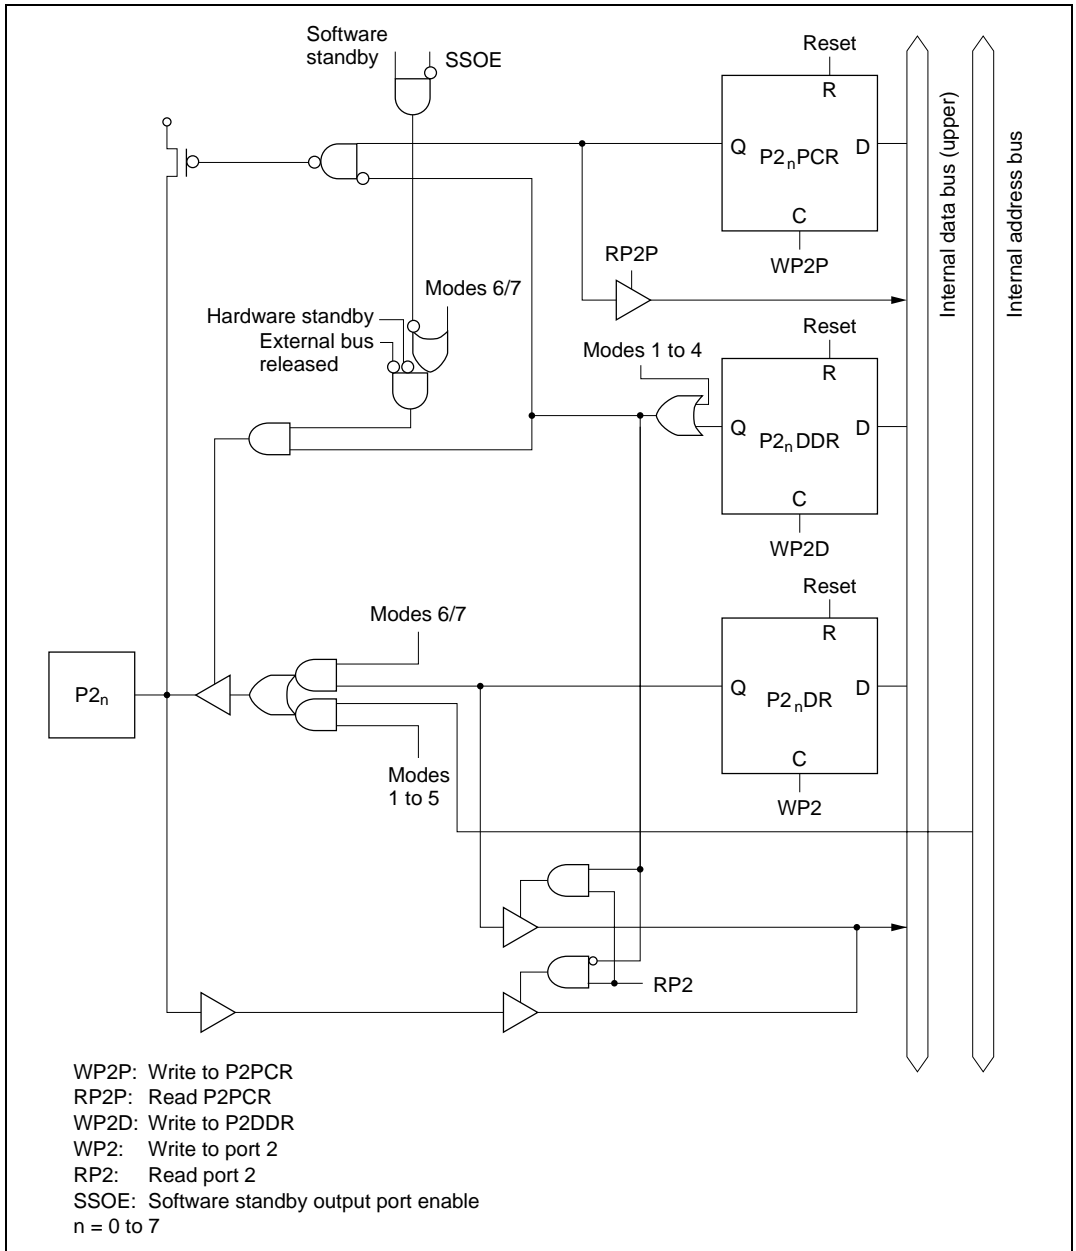 Software
standby
SSOE
Reset
R
Q
P2nPCR
D
C
WP2P
Internal data bus (upper)
Internal address bus
RP2P
Modes 6/7
Hardware standby
External bus
released
Reset
Modes 1 to 4
R
Q
P2nDDR
D
C
WP2D
Reset
Modes 6/7
R
P2n
Q
P2nDR
D
Modes
1 to 5
C
WP2
RP2
WP2P: Write to P2PCR
RP2P: Read P2PCR
WP2D: Write to P2DDR
WP2: Write to port 2
RP2: Read port 2
SSOE: Software standby output port enable
n = 0 to 7